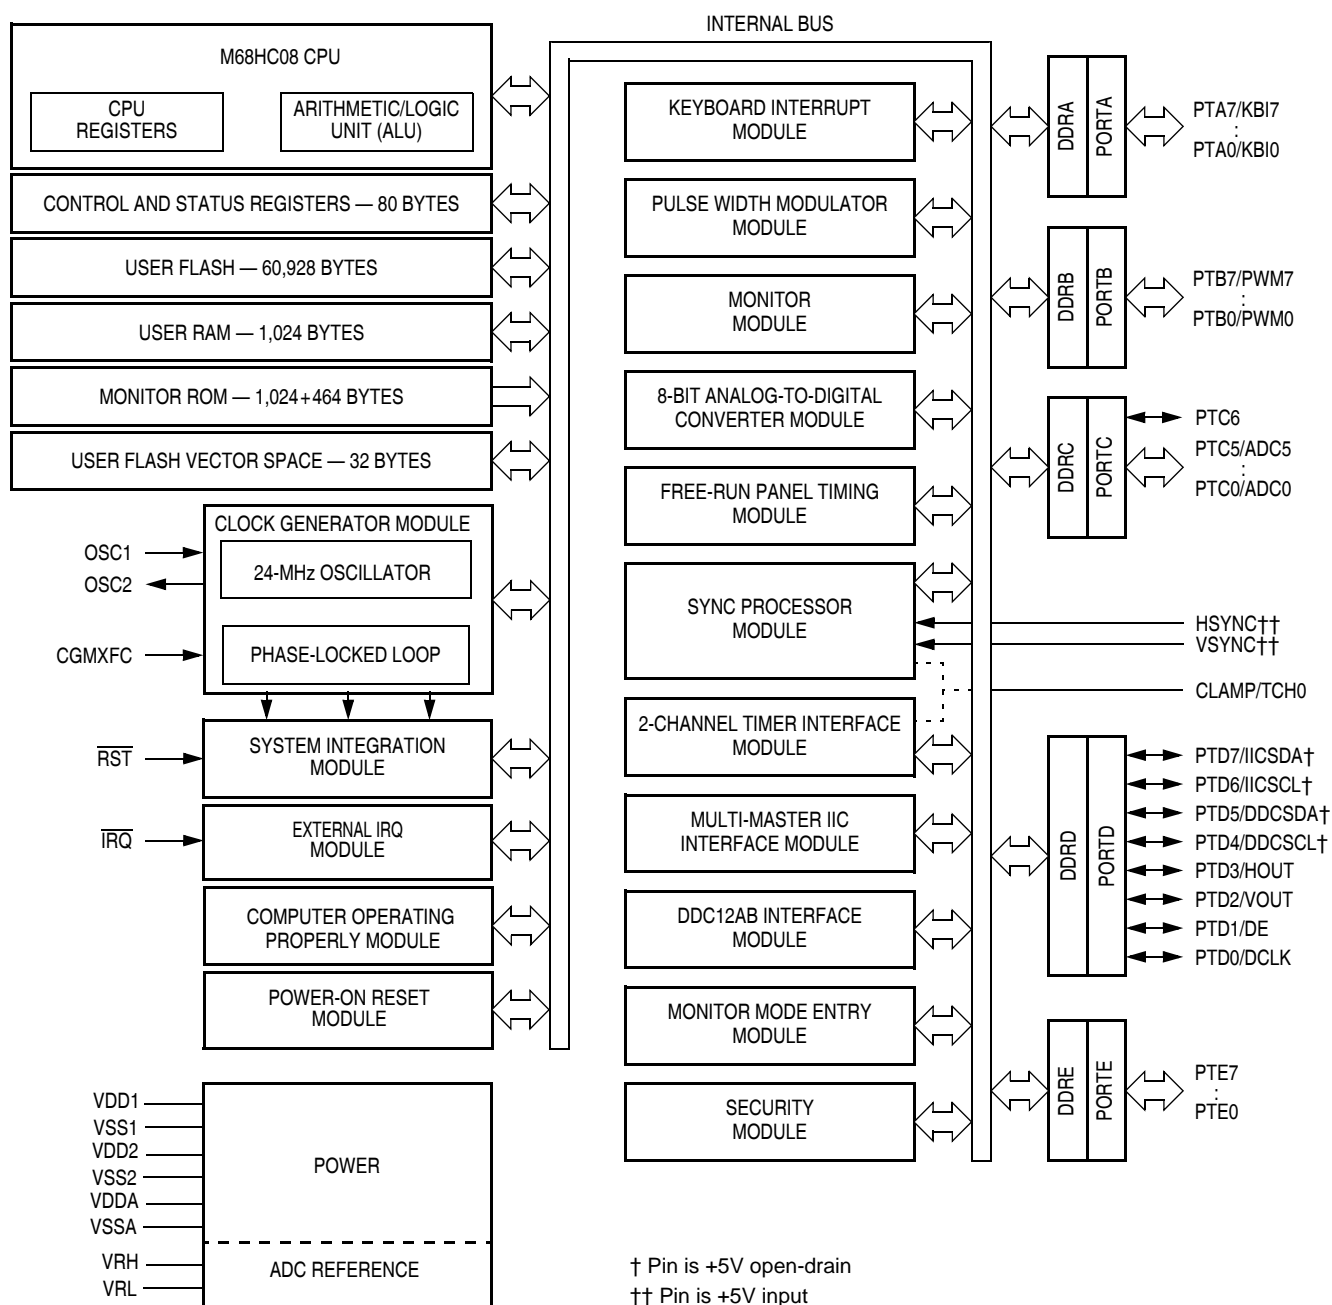 INTERNAL BUS
M68HC08 CPU
CPU
REGISTERS
ARITHMETIC/LOGIC
UNIT (ALU)
CONTROL AND STATUS REGISTERS — 80 BYTES
USER FLASH — 60,928 BYTES
USER RAM — 1,024 BYTES
MONITOR ROM — 1,024+464 BYTES
USER FLASH VECTOR SPACE — 32 BYTES
CLOCK GENERATOR MODULE
24-MHz OSCILLATOR
PHASE-LOCKED LOOP
OSC1
OSC2
CGMXFC
SYSTEM INTEGRATION
MODULE
RST
EXTERNAL IRQ
MODULE
IRQ
COMPUTER OPERATING
PROPERLY MODULE
POWER-ON RESET
MODULE
VDD1
VSS1
VDD2
VSS2
VDDA
VSSA
POWER
VRH
VRL
ADC REFERENCE
KEYBOARD INTERRUPT
MODULE
PULSE WIDTH MODULATOR
MODULE
MONITOR
MODULE
8-BIT ANALOG-TO-DIGITAL
CONVERTER MODULE
FREE-RUN PANEL TIMING
MODULE
SYNC PROCESSOR
MODULE
2-CHANNEL TIMER INTERFACE
MODULE
MULTI-MASTER IIC
INTERFACE MODULE
DDC12AB INTERFACE
MODULE
MONITOR MODE ENTRY
MODULE
SECURITY
MODULE
DDRA
PORTA
PTA7/KBI7
:
PTA0/KBI0
DDRB
PORTB
PTB7/PWM7
:
PTB0/PWM0
DDRC
PORTC
PTC6
PTC5/ADC5
:
PTC0/ADC0
HSYNC††
VSYNC††
CLAMP/TCH0
DDRD
PORTD
PTD7/IICSDA†
PTD6/IICSCL†
PTD5/DDCSDA†
PTD4/DDCSCL†
PTD3/HOUT
PTD2/VOUT
PTD1/DE
PTD0/DCLK
DDRE
PORTE
PTE7
:
PTE0
† Pin is +5V open-drain
†† Pin is +5V input